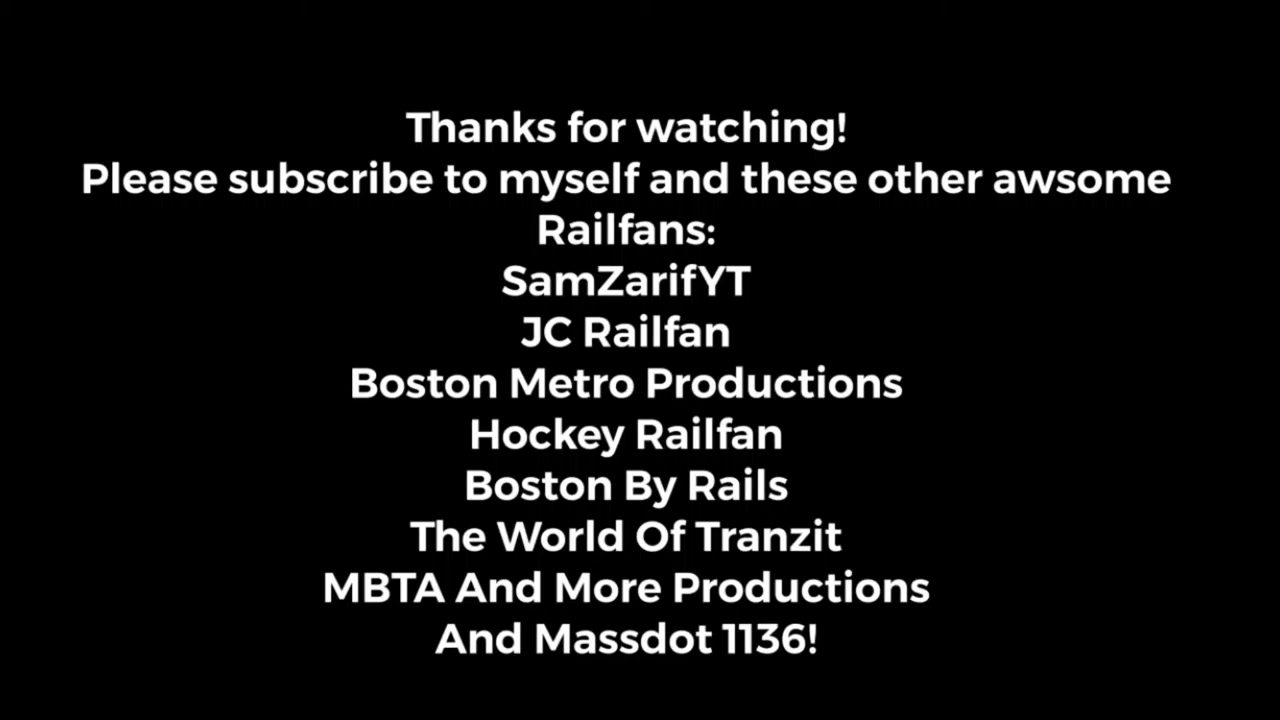 Thanks for watching!
Please subscribe to myself and these other awsome
Railfans:
SamZarifYT
JC Railfan
Boston Metro Productions
Hockey Railfan
Boston By Rails
The World Of Tranzit
MBTA And More Productions
And Massdot 1136!